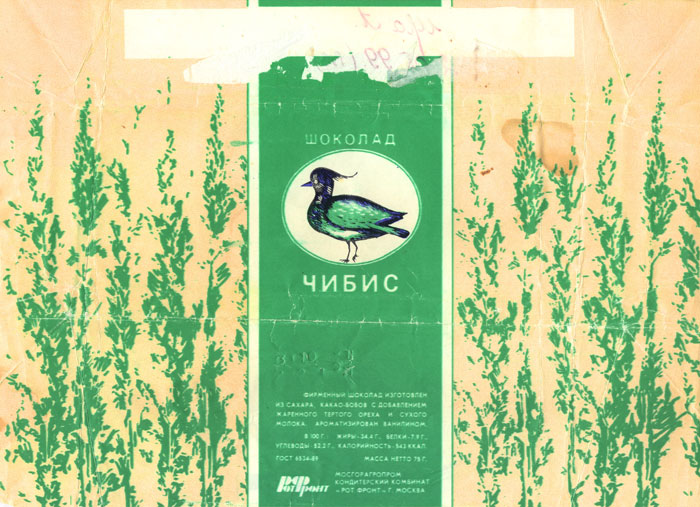 ШОКОЛАД
ЧИБИС
ФИРМЕННЫЙ ШОКОЛАД ИЗГОТОВЛЕН
ИЗ САХАРА, КАКАО-БОБОВ С ДОБАВЛЕНИЕМ
ЖАРЕННОГО ТЕРТОГО ОРЕХА И СУХОГО
МОЛОКА. АРОМАТИЗИРОВАН ВАНИЛИНОМ.
В 100 Г. ЖИРЫ-34,4 Г., БЕЛКИ-7,9 Г.,
УГЛЕВОДЫ 52,2 Г., КАЛОРИЙНОСТЬ-542 ККАЛ.
ГОСТ 6534-89 МАССА НЕТТО 75 Г.
РОТ ФРОНТ
МОСГОРАГРОПРОМ
КОНДИТЕРСКИЙ КОМБИНАТ
-РОТ ФРОНТ- Г. МОСКВА